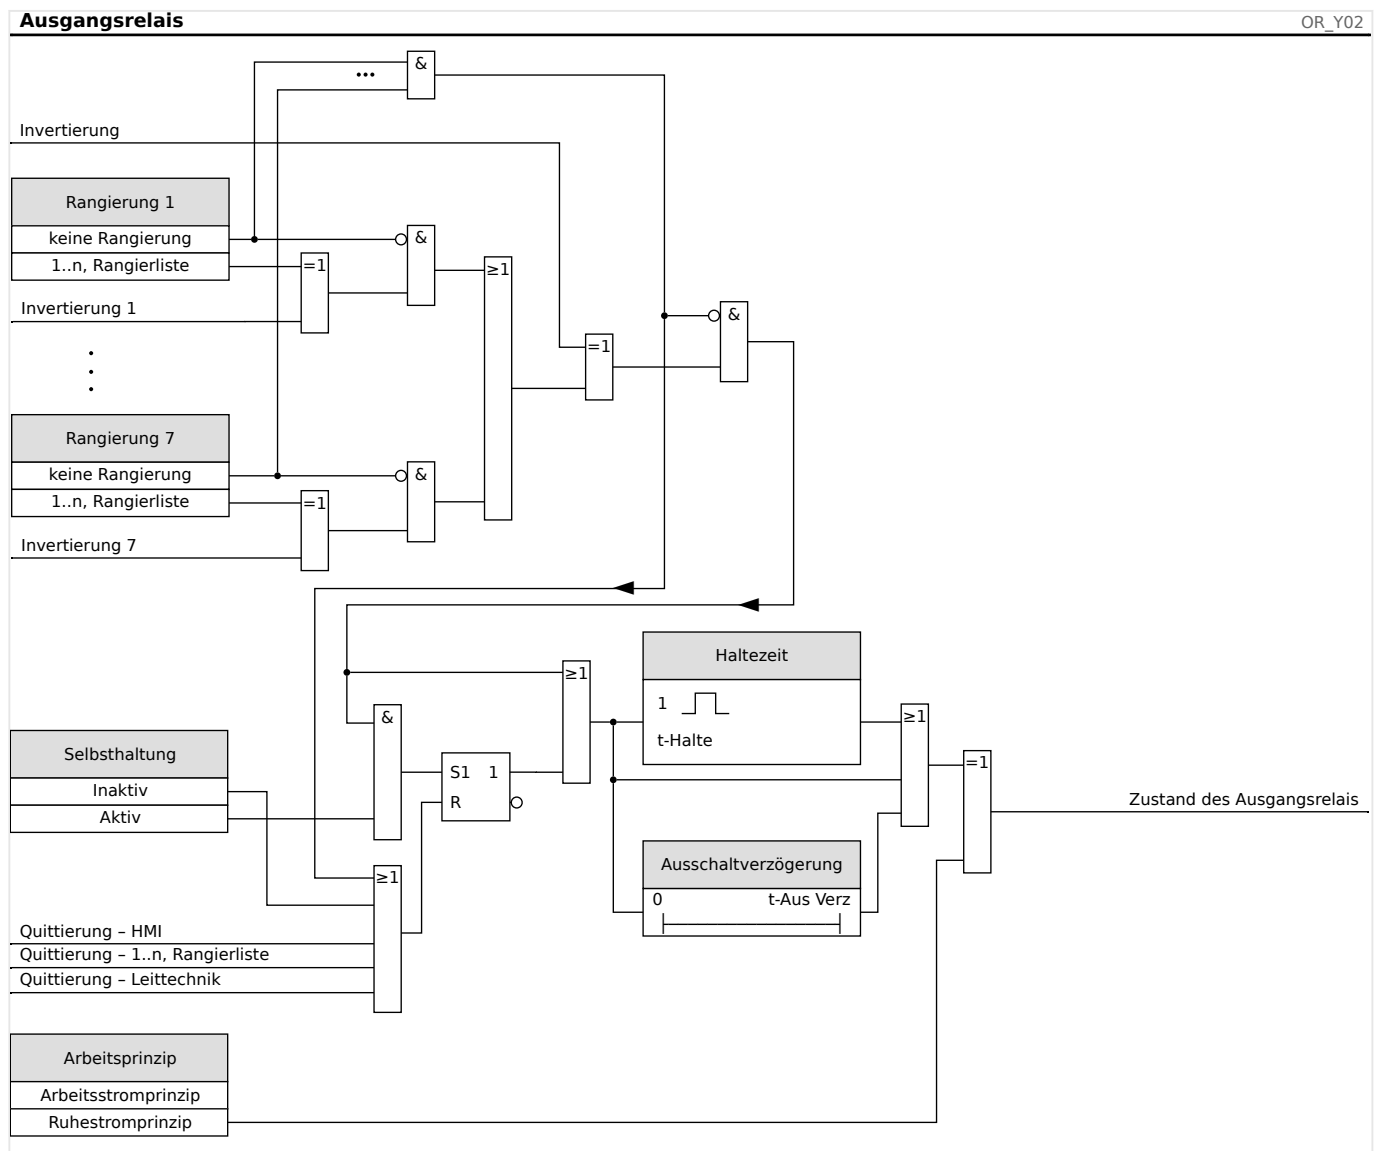 Ausgangsrelais
OR_Y02
&
...
Invertierung
Rangierung 1
keine Rangierung
&
1..n, Rangierliste
=1
≥1
Invertierung 1
&
=1
Rangierung 7
keine Rangierung
&
1..n, Rangierliste
=1
Invertierung 7
Haltezeit
≥1
1
t-Halte
&
≥1
Selbsthaltung
Inaktiv
Aktiv
S1 1
R
=1
Zustand des Ausgangsrelais
Ausschaltverzögerung
0 t-Aus Verz
≥1
Quittierung – HMI
Quittierung – 1..n, Rangierliste
Quittierung – Leittechnik
Arbeitsprinzip
Arbeitsstromprinzip
Ruhestromprinzip